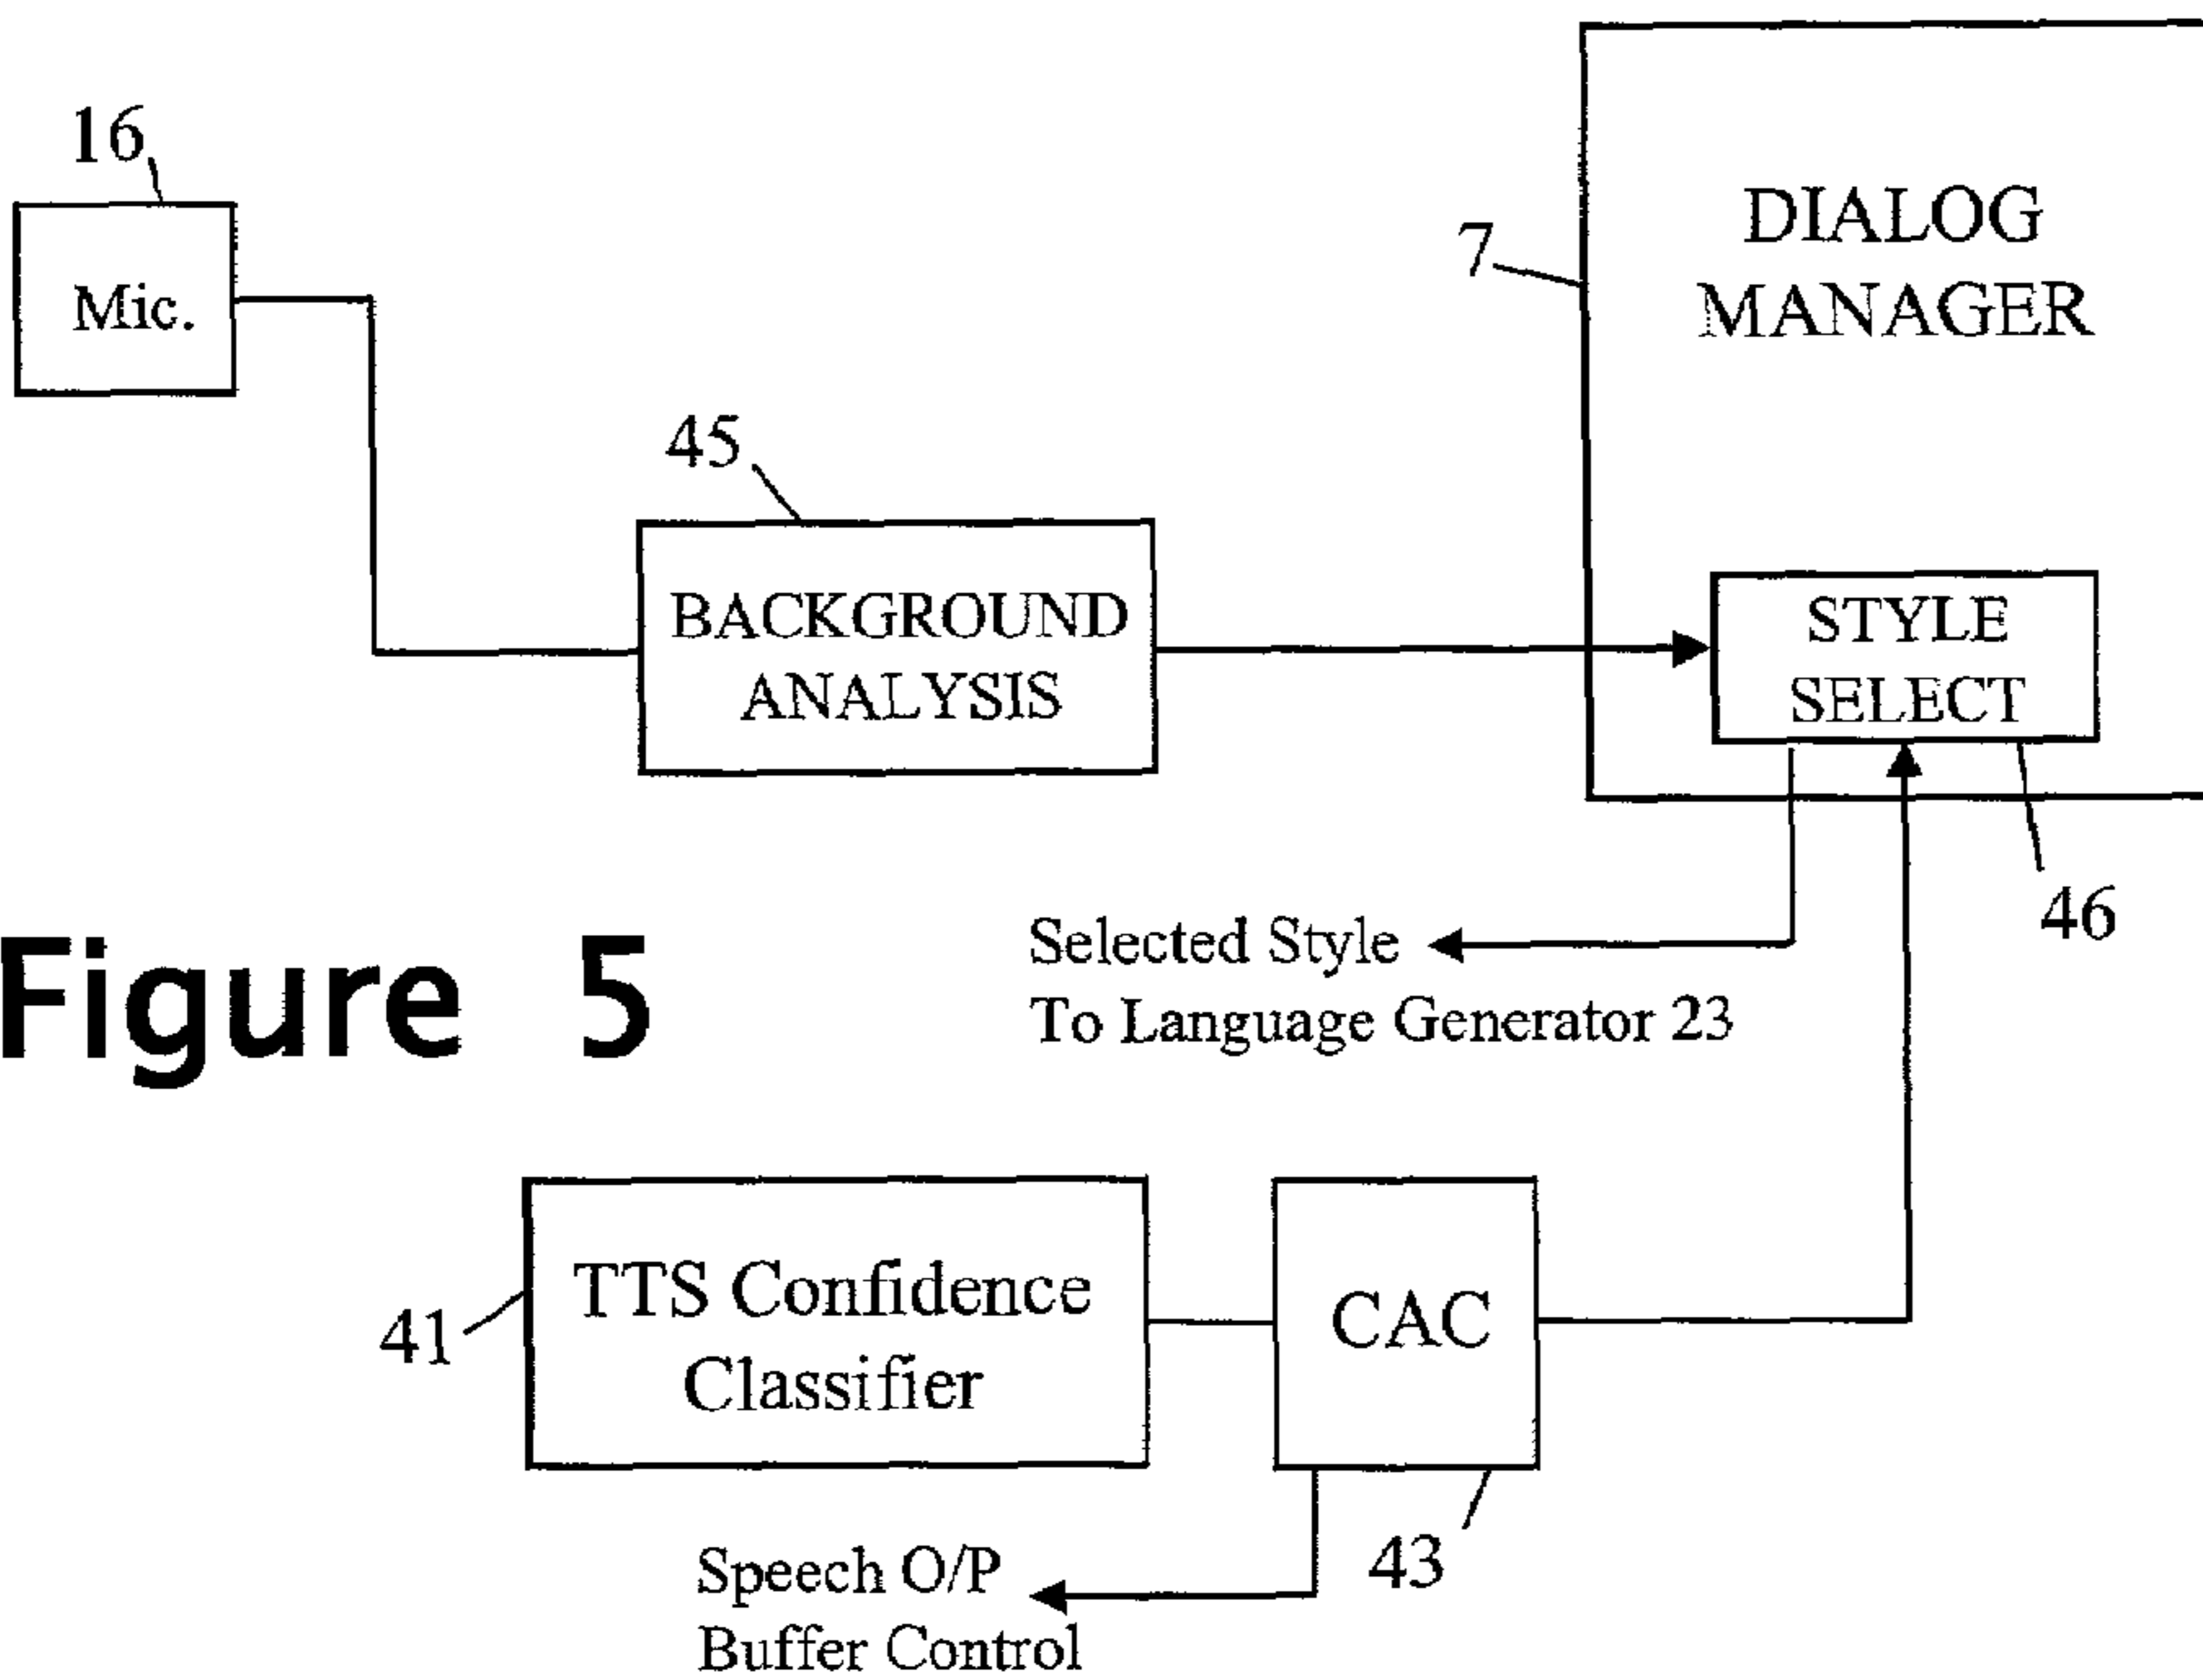 16
Mic.
7
DIALOG
MANAGER
45
BACKGROUND
ANALYSIS
STYLE
SELECT
46
Selected Style
To Language Generator 23
Figure 5
41
TTS Confidence
Classifier
CAC
43
Speech O/P
Buffer Control